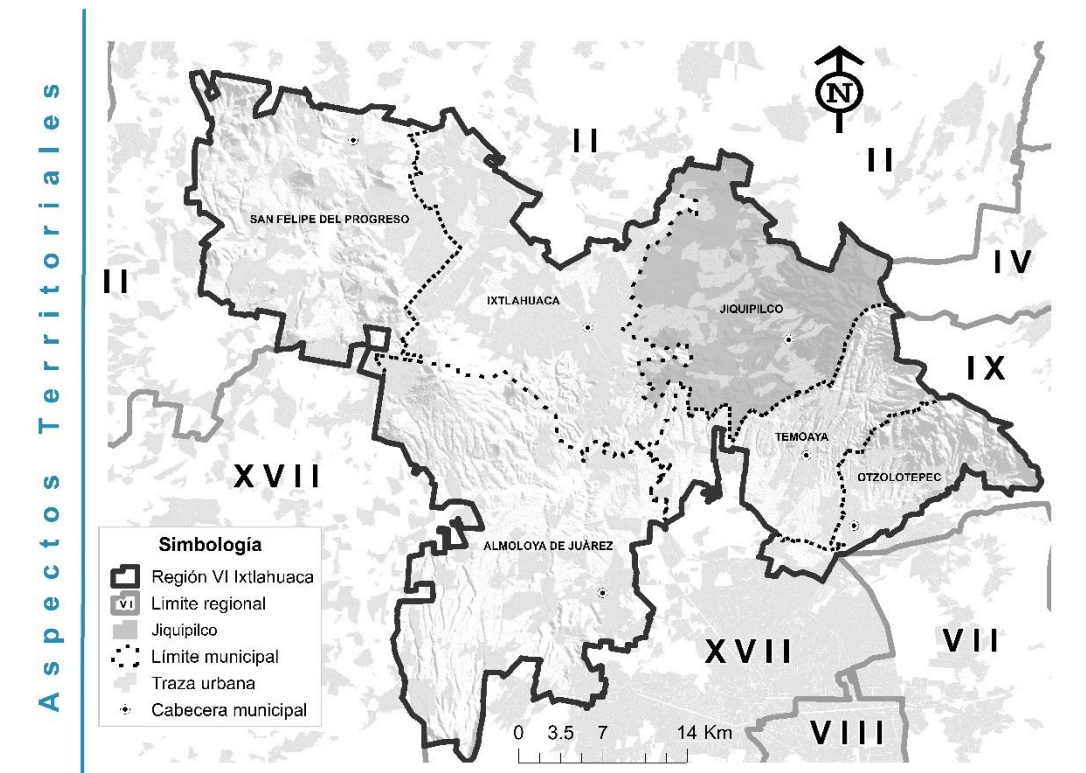 Aspectos Territoriales
N
II
II
SAN FELIPE DEL PROGRESO
IV
II
IXTLAHUACA
JIQUIPILCO
IX
TEMOAYA
XVII
OTZOLOTEPEC
ALMOLOYA DE JUÀREZ
Simbología
Región VI Ixtlahuaca
VI Limite regional
Jiquipilco
Límite municipal
Traza urbana
Cabecera municipal
XVII
VII
VIII
0 3.5 7 14 Km